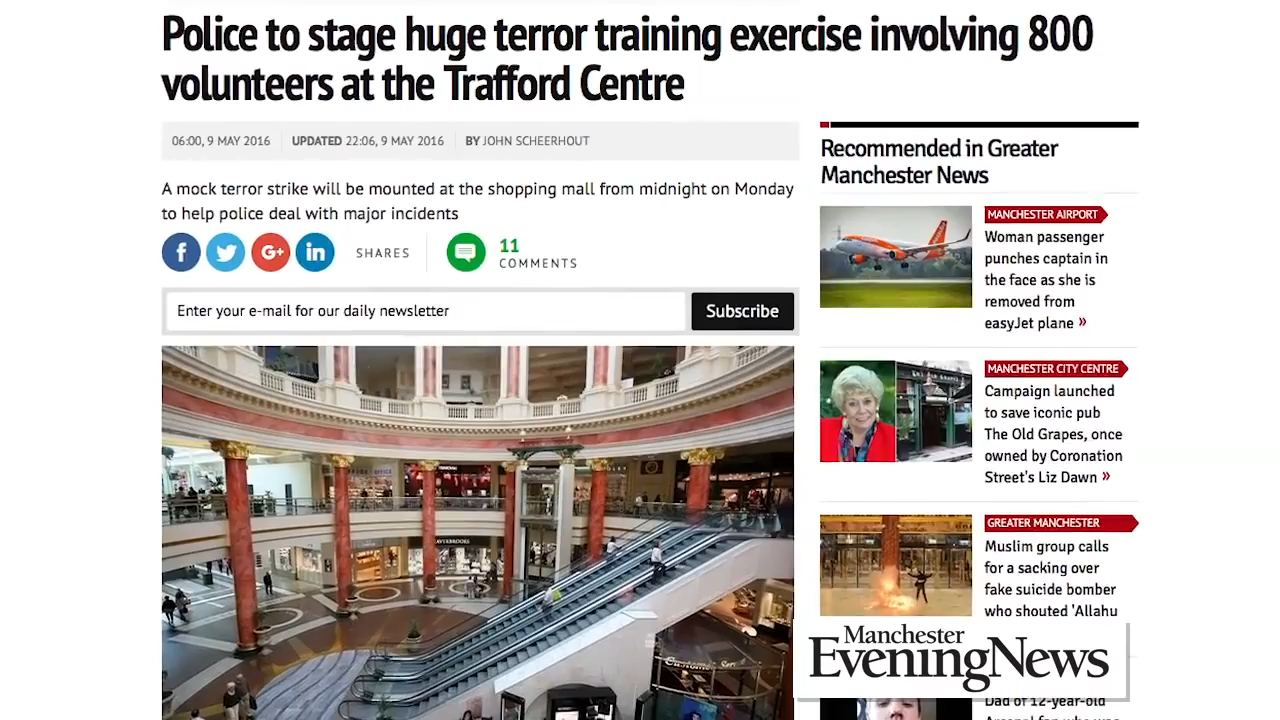 Police to stage huge terror training exercise involving 800
volunteers at the Trafford Centre
06:00, 9 MAY 2016 UPDATED 22:06, 9 MAY 2016 BY JOHN SCHEERHOUT
A mock terror strike will be mounted at the shopping mall from midnight on Monday
to help police deal with major incidents
f G+ in SHARES
11
COMMENTS
Enter your e-mail for our daily newsletter
Subscribe
Customer
Recommended in Greater
Manchester News
MANCHESTER AIRPORT
Woman passenger
punches captain in
the face as she is
removed from
easyJet plane »
MANCHESTER CITY CENTRE
Campaign launched
to save iconic pub
The Old Grapes, once
owned by Coronation
Street's Liz Dawn »
GREATER MANCHESTER
Muslim group calls
for a sacking over
fake suicide bomber
who shouted 'Allahu
Manchester
Evening News
Dad of 12-year-old